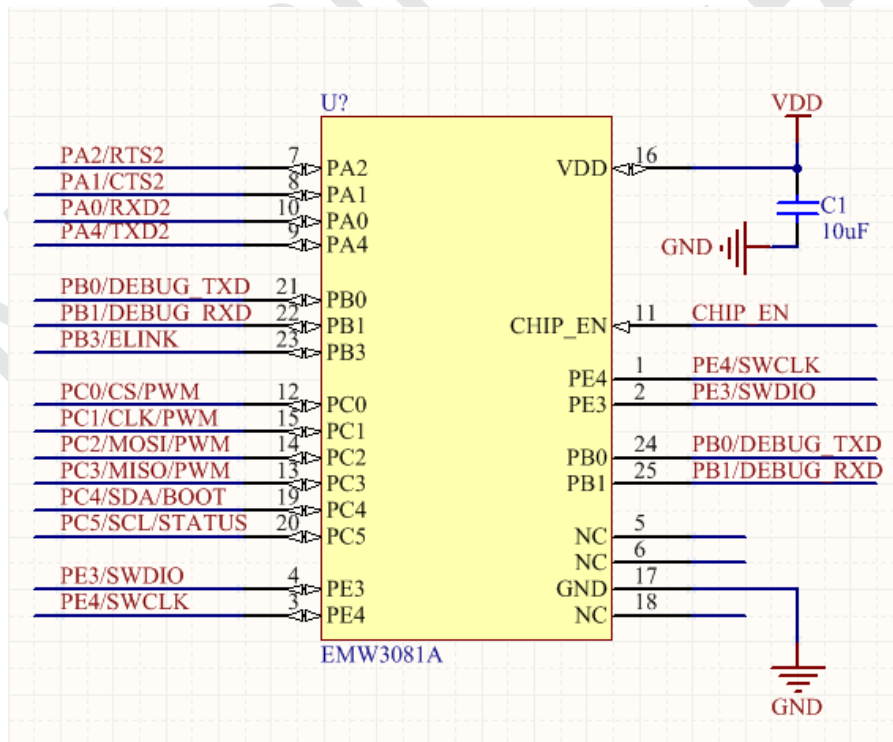 U?
VDD
PA2/RTS2 7 PA2
PA1/CTS2 8 PA1
PA0/RXD2 10 PA0
PA4/TXD2 9 PA4
PB0/DEBUG_TXD 21 PB0
PB1/DEBUG_RXD 22 PB1
PB3/ELINK 23 PB3
PC0/CS/PWM 12 PC0
PC1/CLK/PWM 15 PC1
PC2/MOSI/PWM 14 PC2
PC3/MISO/PWM 13 PC3
PC4/SDA/BOOT 19 PC4
PC5/SCL/STATUS 20 PC5
PE3/SWDIO 4 PE3
PE4/SWCLK 3 PE4
VDD 16
C1
10uF
GND
CHIP_EN 11 CHIP_EN
PE4 1 PE4/SWCLK
PE3 2 PE3/SWDIO
PB0 24 PB0/DEBUG_TXD
PB1 25 PB1/DEBUG_RXD
NC 5
NC 6
GND 17
NC 18
EMW3081A
GND